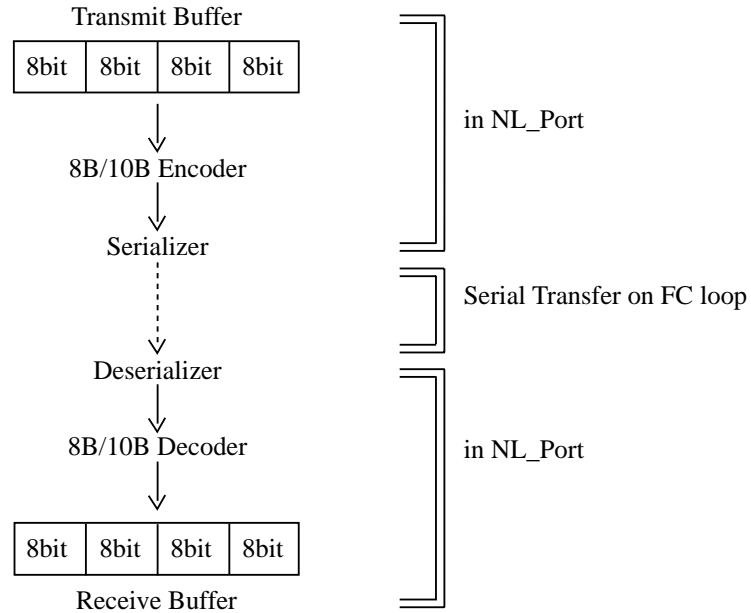 Transmit Buffer
8bit 8bit 8bit 8bit
in NL_Port
8B/10B Encoder
Serializer
Serial Transfer on FC loop
Deserializer
8B/10B Decoder
in NL_Port
8bit 8bit 8bit 8bit
Receive Buffer